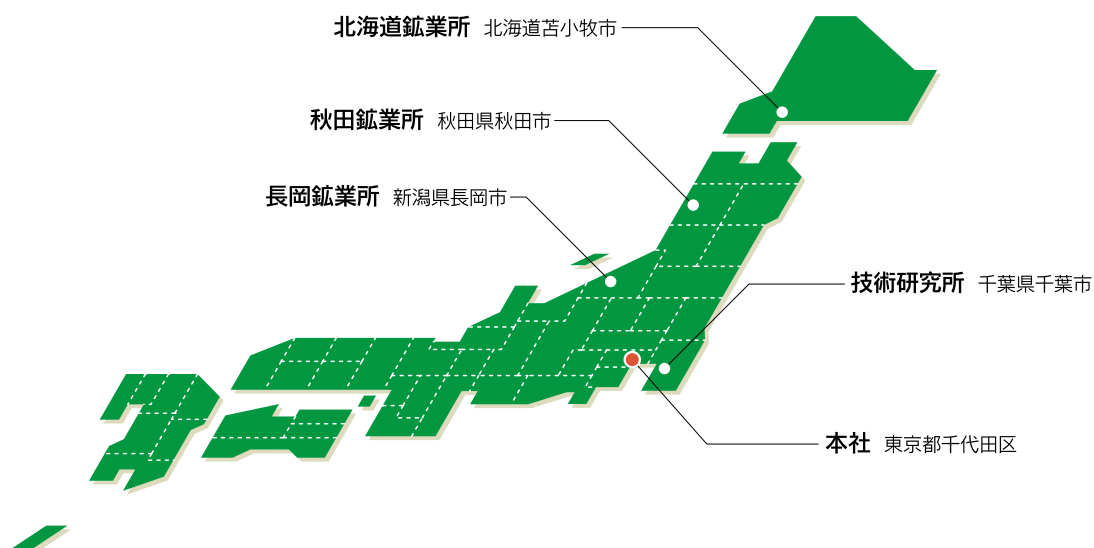 北海道鉱業所 北海道苫小牧市
秋田鉱業所 秋田県秋田市
長岡鉱業所 新潟県長岡市
技術研究所 千葉県千葉市
本社 東京都千代田区